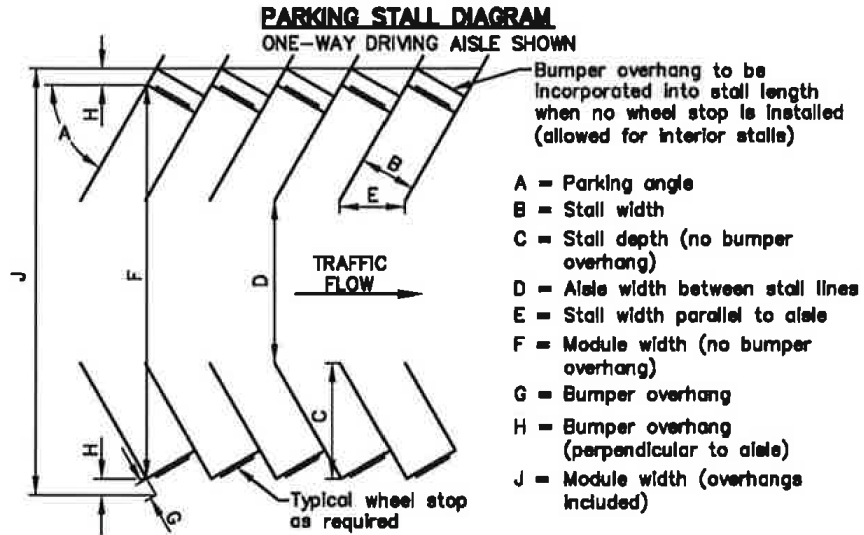 PARKING STALL DIAGRAM
ONE-WAY DRIVING AISLE SHOWN
Bumper overhang to be
incorporated into stall length
when no wheel stop is installed
(allowed for interior stalls)
H
A
B
E
J
F
D
TRAFFIC
FLOW
C
H
G
Typical wheel stop
as required
A = Parking angle
B = Stall width
C = Stall depth (no bumper
overhang)
D = Aisle width between stall lines
E = Stall width parallel to aisle
F = Module width (no bumper
overhang)
G = Bumper overhang
H = Bumper overhang
(perpendicular to aisle)
J = Module width (overhangs
included)